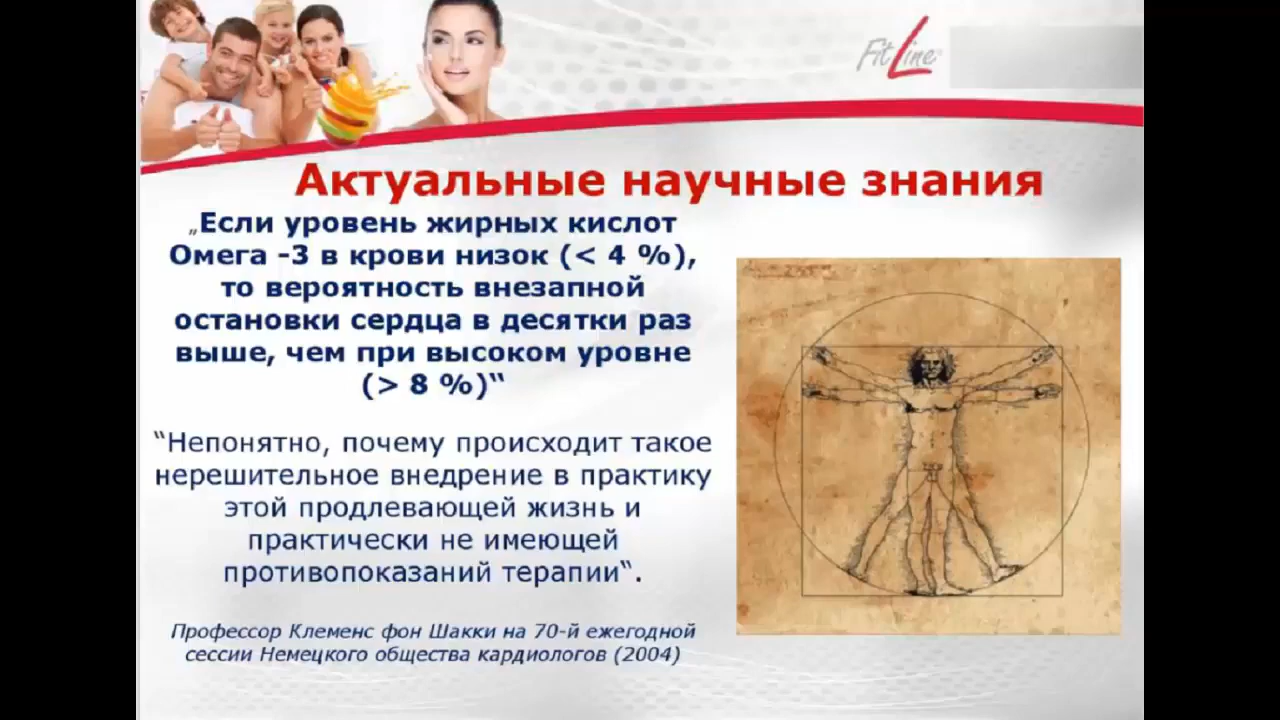 FitLine
Актуальные научные знания
„Если уровень жирных кислот
Омега -3 в крови низок (< 4 %),
то вероятность внезапной
остановки сердца в десятки раз
выше, чем при высоком уровне
(> 8 %)“
“Непонятно, почему происходит такое
нерешительное внедрение в практику
этой продлевающей жизнь и
практически не имеющей
противопоказаний терапии“.
Профессор Клеменс фон Шакки на 70-й ежегодной
сессии Немецкого общества кардиологов (2004)